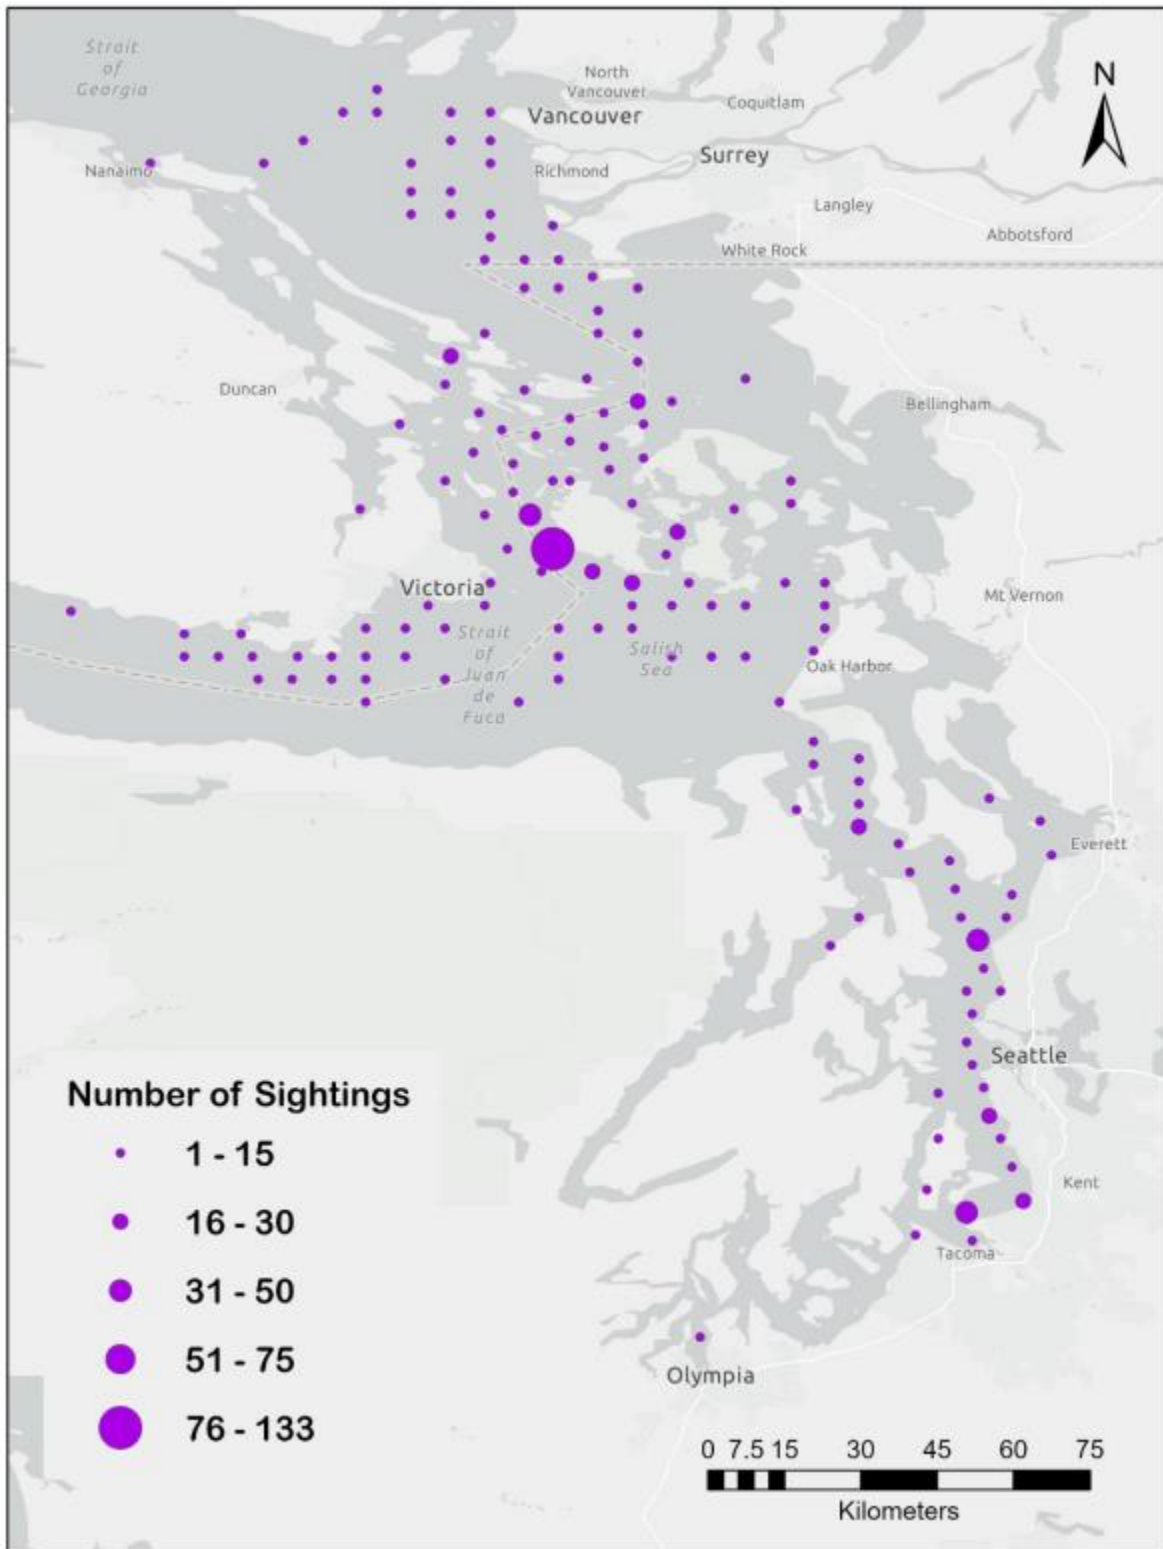 Strait
of
Georgia
North
Vancouver
Coquitlam
N
Vancouver
Surrey
Nanaimo
Richmond
Langley
Abbotsford
White Rock
Duncan
Bellingham
Victoria
Mt Vernon
Strait
of
Juan
de
Fuca
Salish
Sea
Oak Harbor
Everett
Seattle
Kent
Tacoma
Olympia
Number of Sightings
1 - 15
16 - 30
31 - 50
51 - 75
76 - 133
0 7.5 15 30 45 60 75
Kilometers